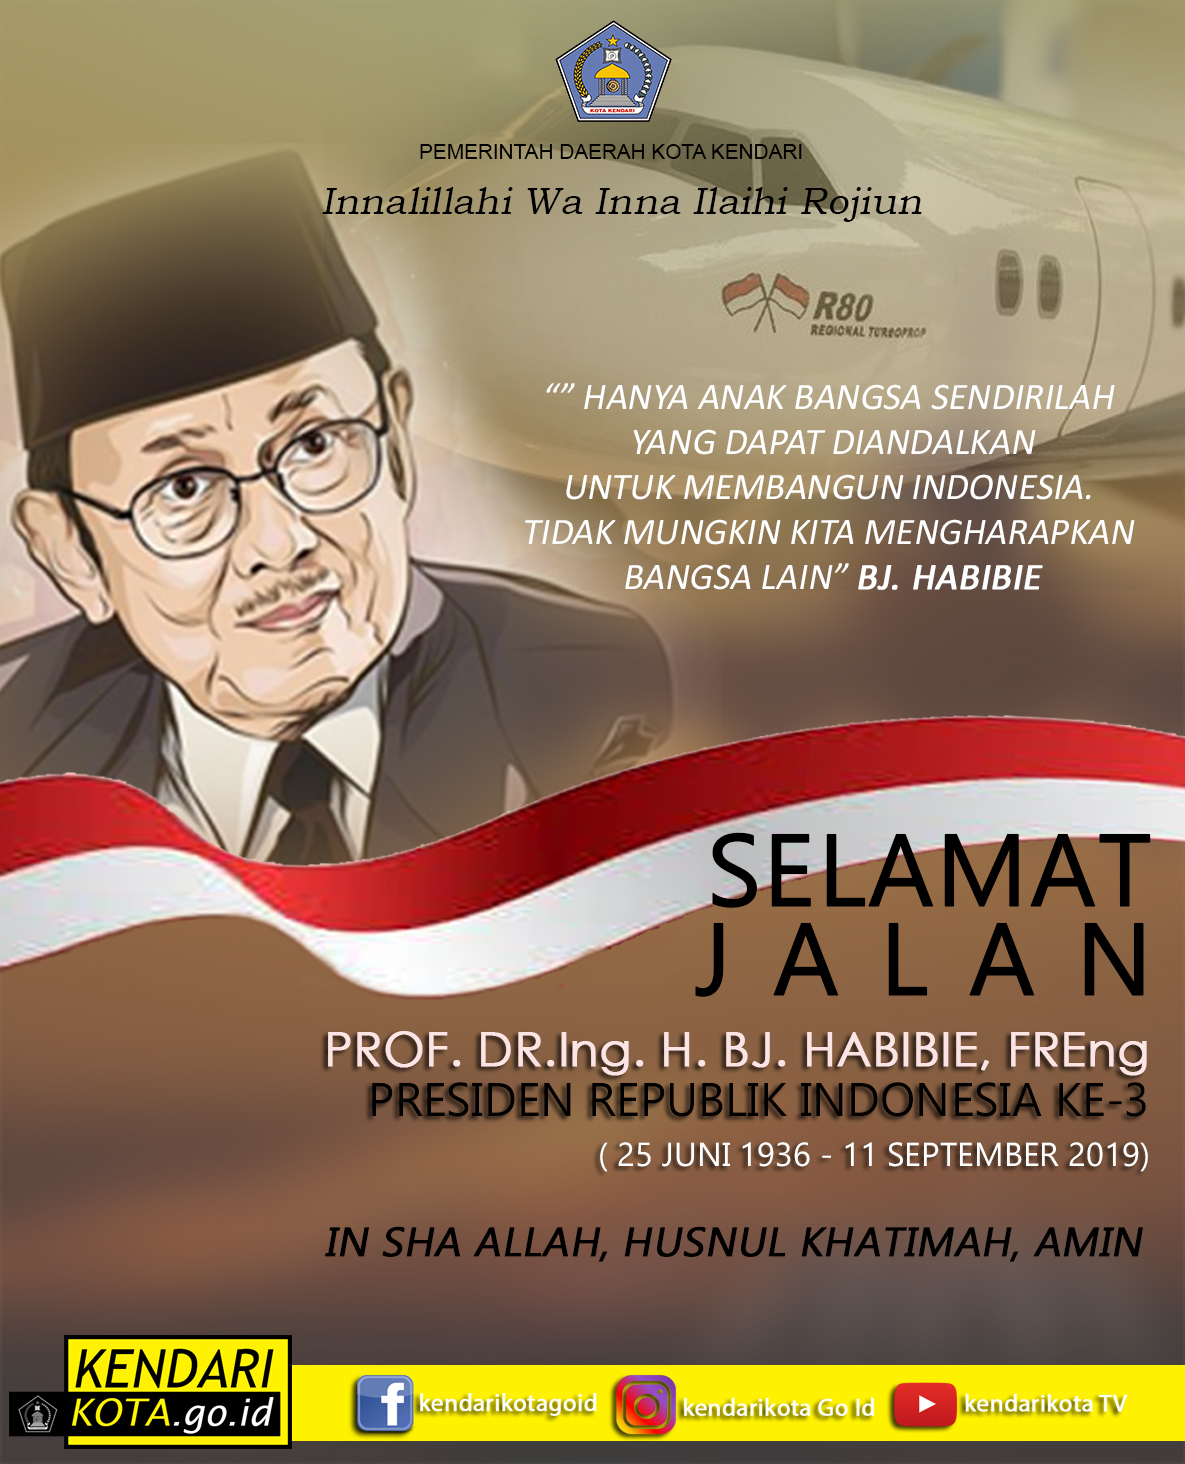 KOTA KENDARI
PEMERINTAH DAERAH KOTA KENDARI
Innalillahi Wa Inna Ilaihi Rojiun
R80
REGIONAL TURBOPROP
“” HANYA ANAK BANGSA SENDIRILAH
YANG DAPAT DIANDALKAN
UNTUK MEMBANGUN INDONESIA.
TIDAK MUNGKIN KITA MENGHARAPKAN
BANGSA LAIN” BJ. HABIBIE
SELAMAT
JALAN
PROF. DR.Ing. H. BJ. HABIBIE, FREng
PRESIDEN REPUBLIK INDONESIA KE-3
( 25 JUNI 1936 - 11 SEPTEMBER 2019)
IN SHA ALLAH, HUSNUL KHATIMAH, AMIN
KENDARI
KOTA.go.id
kendarikotagoid
kendarikota Go Id
kendarikota TV